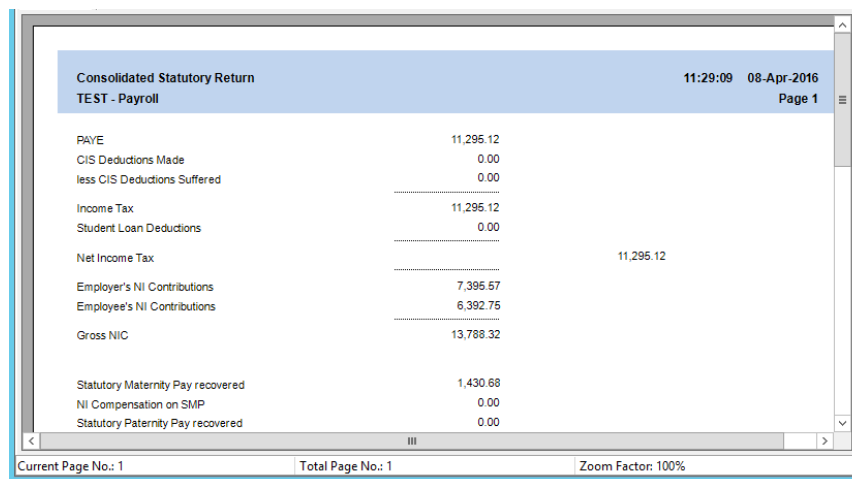 Consolidated Statutory Return 11:29:09 08-Apr-2016
TEST - Payroll Page 1
PAYE 11,295.12
CIS Deductions Made 0.00
less CIS Deductions Suffered 0.00
Income Tax 11,295.12
Student Loan Deductions 0.00
Net Income Tax 11,295.12
Employer's NI Contributions 7,395.57
Employee's NI Contributions 6,392.75
Gross NIC 13,788.32
Statutory Maternity Pay recovered 1,430.68
NI Compensation on SMP 0.00
Statutory Paternity Pay recovered 0.00
Current Page No.: 1 Total Page No.: 1 Zoom Factor: 100%